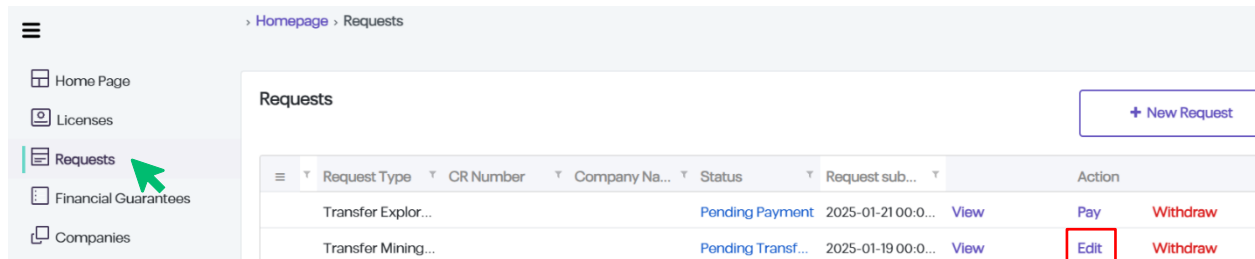 › Homepage › Requests
Home Page
Licenses
Requests
Financial Guarantees
Companies
Requests
+ New Request
Request Type CR Number Company Na... Status Request sub... Action
Transfer Explor... Pending Payment 2025-01-21 00:0... View Pay Withdraw
Transfer Mining... Pending Transf... 2025-01-19 00:0... View Edit Withdraw